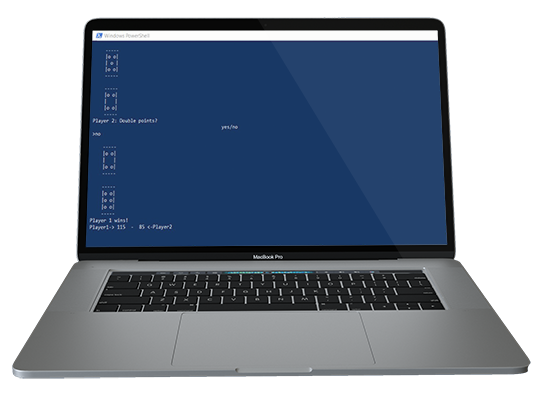 Windows PowerShell
-----
|o o|
| o |
|o o|
-----
-----
|o o|
|   |
|o o|
-----
Player 2: Double points?
yes/no
>no
-----
|o o|
|   |
|o o|
-----
-----
|o o|
|o o|
|o o|
-----
Player 1 wins!
Player1-> 115  -  85 <-Player2
MacBook Pro